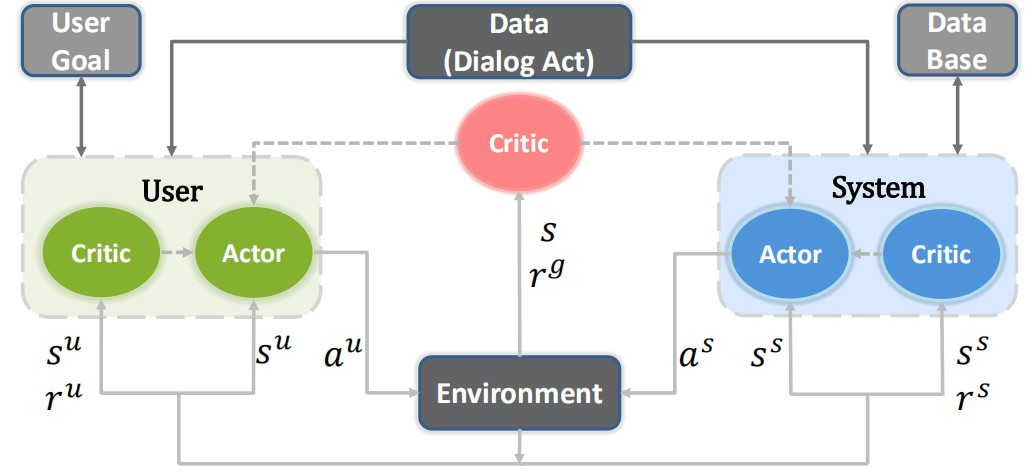 User
Goal
Data
(Dialog Act)
Data
Base
Critic
User
System
Critic
Actor
Actor
Critic
s
r^g
s^u
r^u
s^u
a^u
Environment
a^s
s^s
s^s
r^s